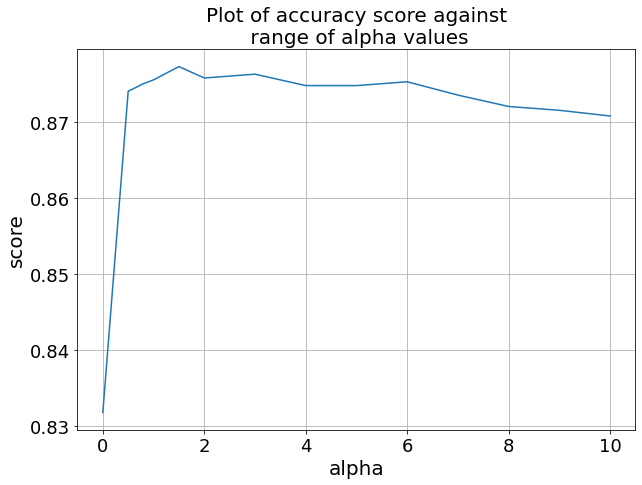 Plot of accuracy score against
range of alpha values
0.87
0.86
0.85
0.84
0.83
score
0 2 4 6 8 10
alpha